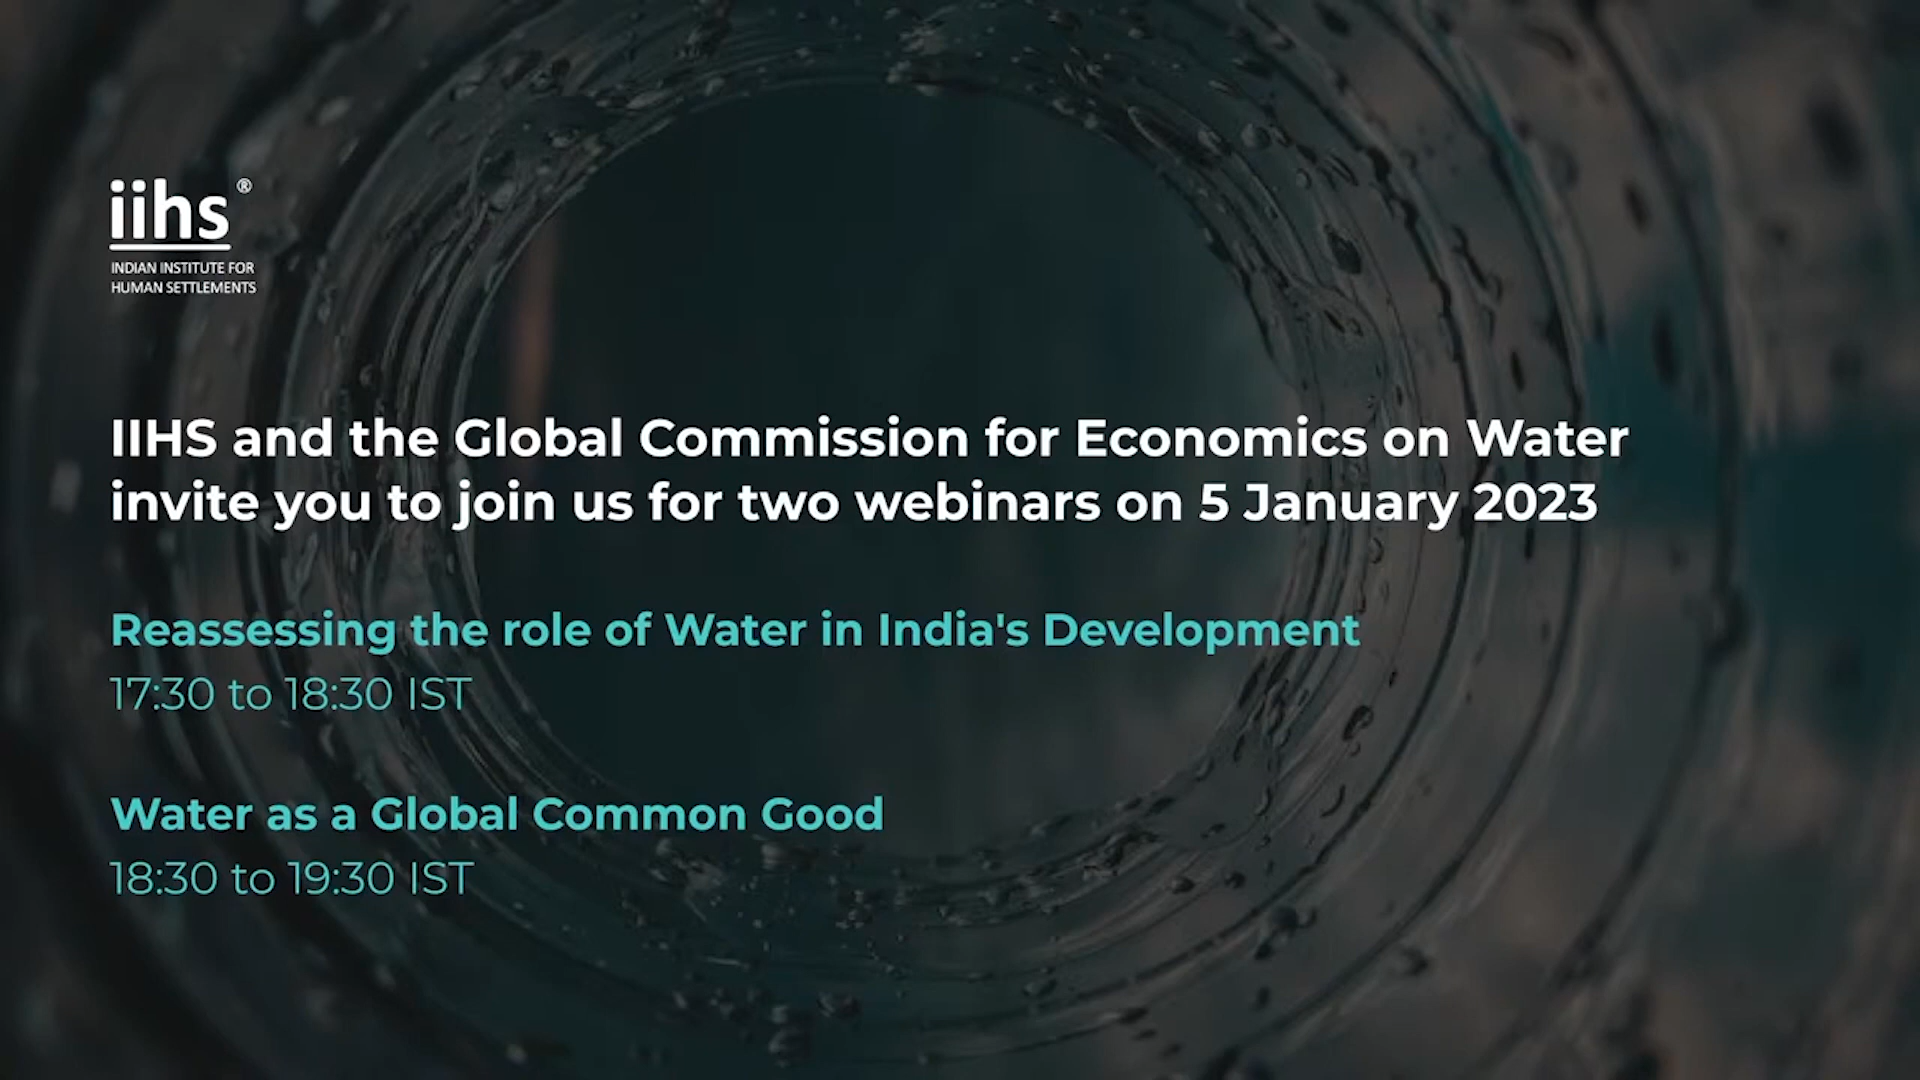 iihs®
INDIAN INSTITUTE FOR
HUMAN SETTLEMENTS
IIHS and the Global Commission for Economics on Water
invite you to join us for two webinars on 5 January 2023
Reassessing the role of Water in India's Development
17:30 to 18:30 IST
Water as a Global Common Good
18:30 to 19:30 IST